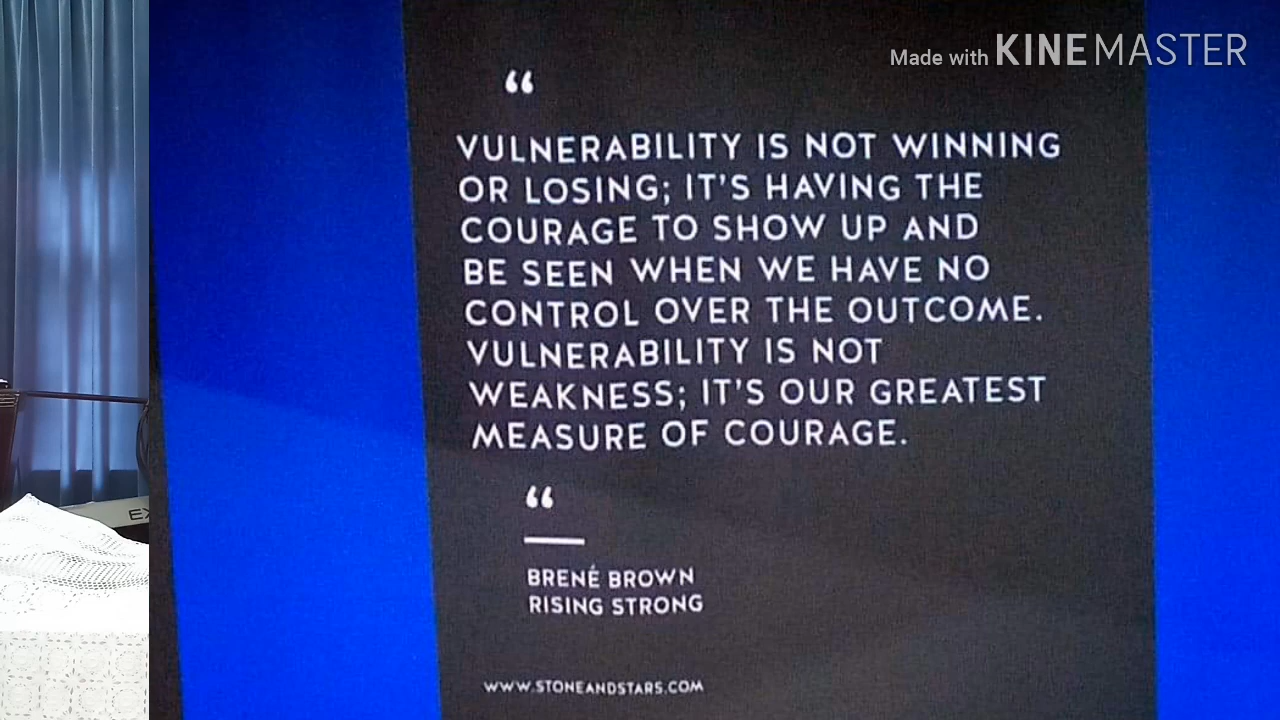 Made with KINEMASTER
“
VULNERABILITY IS NOT WINNING
OR LOSING; IT'S HAVING THE
COURAGE TO SHOW UP AND
BE SEEN WHEN WE HAVE NO
CONTROL OVER THE OUTCOME.
VULNERABILITY IS NOT
WEAKNESS; IT'S OUR GREATEST
MEASURE OF COURAGE.
“
BRENÉ BROWN
RISING STRONG
WWW.STONEANDSTARS.COM